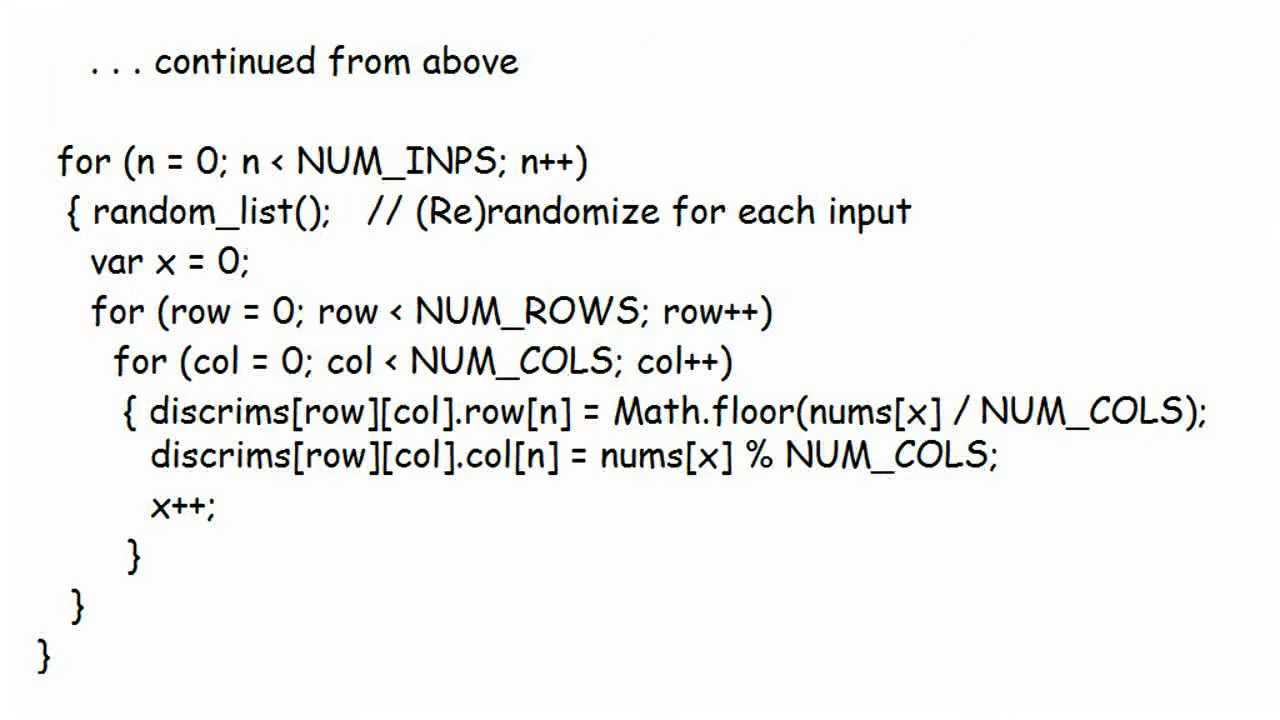 . . . continued from above
for (n = 0; n < NUM_INPS; n++)
{ random_list(); // (Re)randomize for each input
var x = 0;
for (row = 0; row < NUM_ROWS; row++)
for (col = 0; col < NUM_COLS; col++)
{ discrims[row][col].row[n] = Math.floor(nums[x] / NUM_COLS);
discrims[row][col].col[n] = nums[x] % NUM_COLS;
x++;
}
}
}